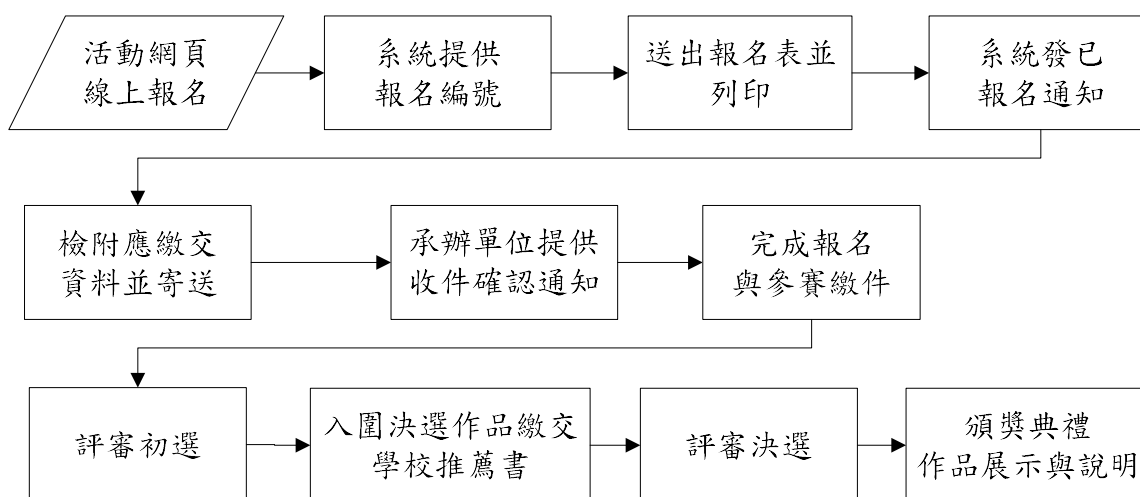 活動網頁
線上報名
系統提供
報名編號
送出報名表並
列印
系統發已
報名通知
檢附應繳交
資料並寄送
承辦單位提供
收件確認通知
完成報名
與參賽繳件
評審初選
入圍決選作品繳交
學校推薦書
評審決選
頒獎典禮
作品展示與說明